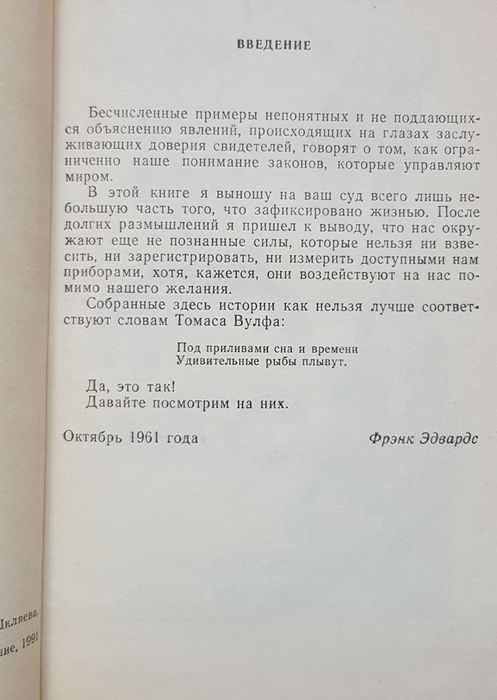 ВВЕДЕНИЕ
Бесчисленные примеры непонятных и не поддающих-
ся объяснению явлений, происходящих на глазах заслу-
живающих доверия свидетелей, говорят о том, как огра-
ниченно наше понимание законов, которые управляют
миром.
В этой книге я выношу на ваш суд всего лишь не-
большую часть того, что зафиксировано жизнью. После
долгих размышлений я пришел к выводу, что нас окру-
жают еще не познанные силы, которые нельзя ни взве-
сить, ни зарегистрировать, ни измерить доступными нам
приборами, хотя, кажется, они воздействуют на нас по-
мимо нашего желания.
Собранные здесь истории как нельзя лучше соответ-
ствуют словам Томаса Вулфа:
Под приливами сна и времени
Удивительные рыбы плывут.
Да, это так!
Давайте посмотрим на них.
Октябрь 1961 года Фрэнк Эдвардс
Шкляева,
ние, 1991